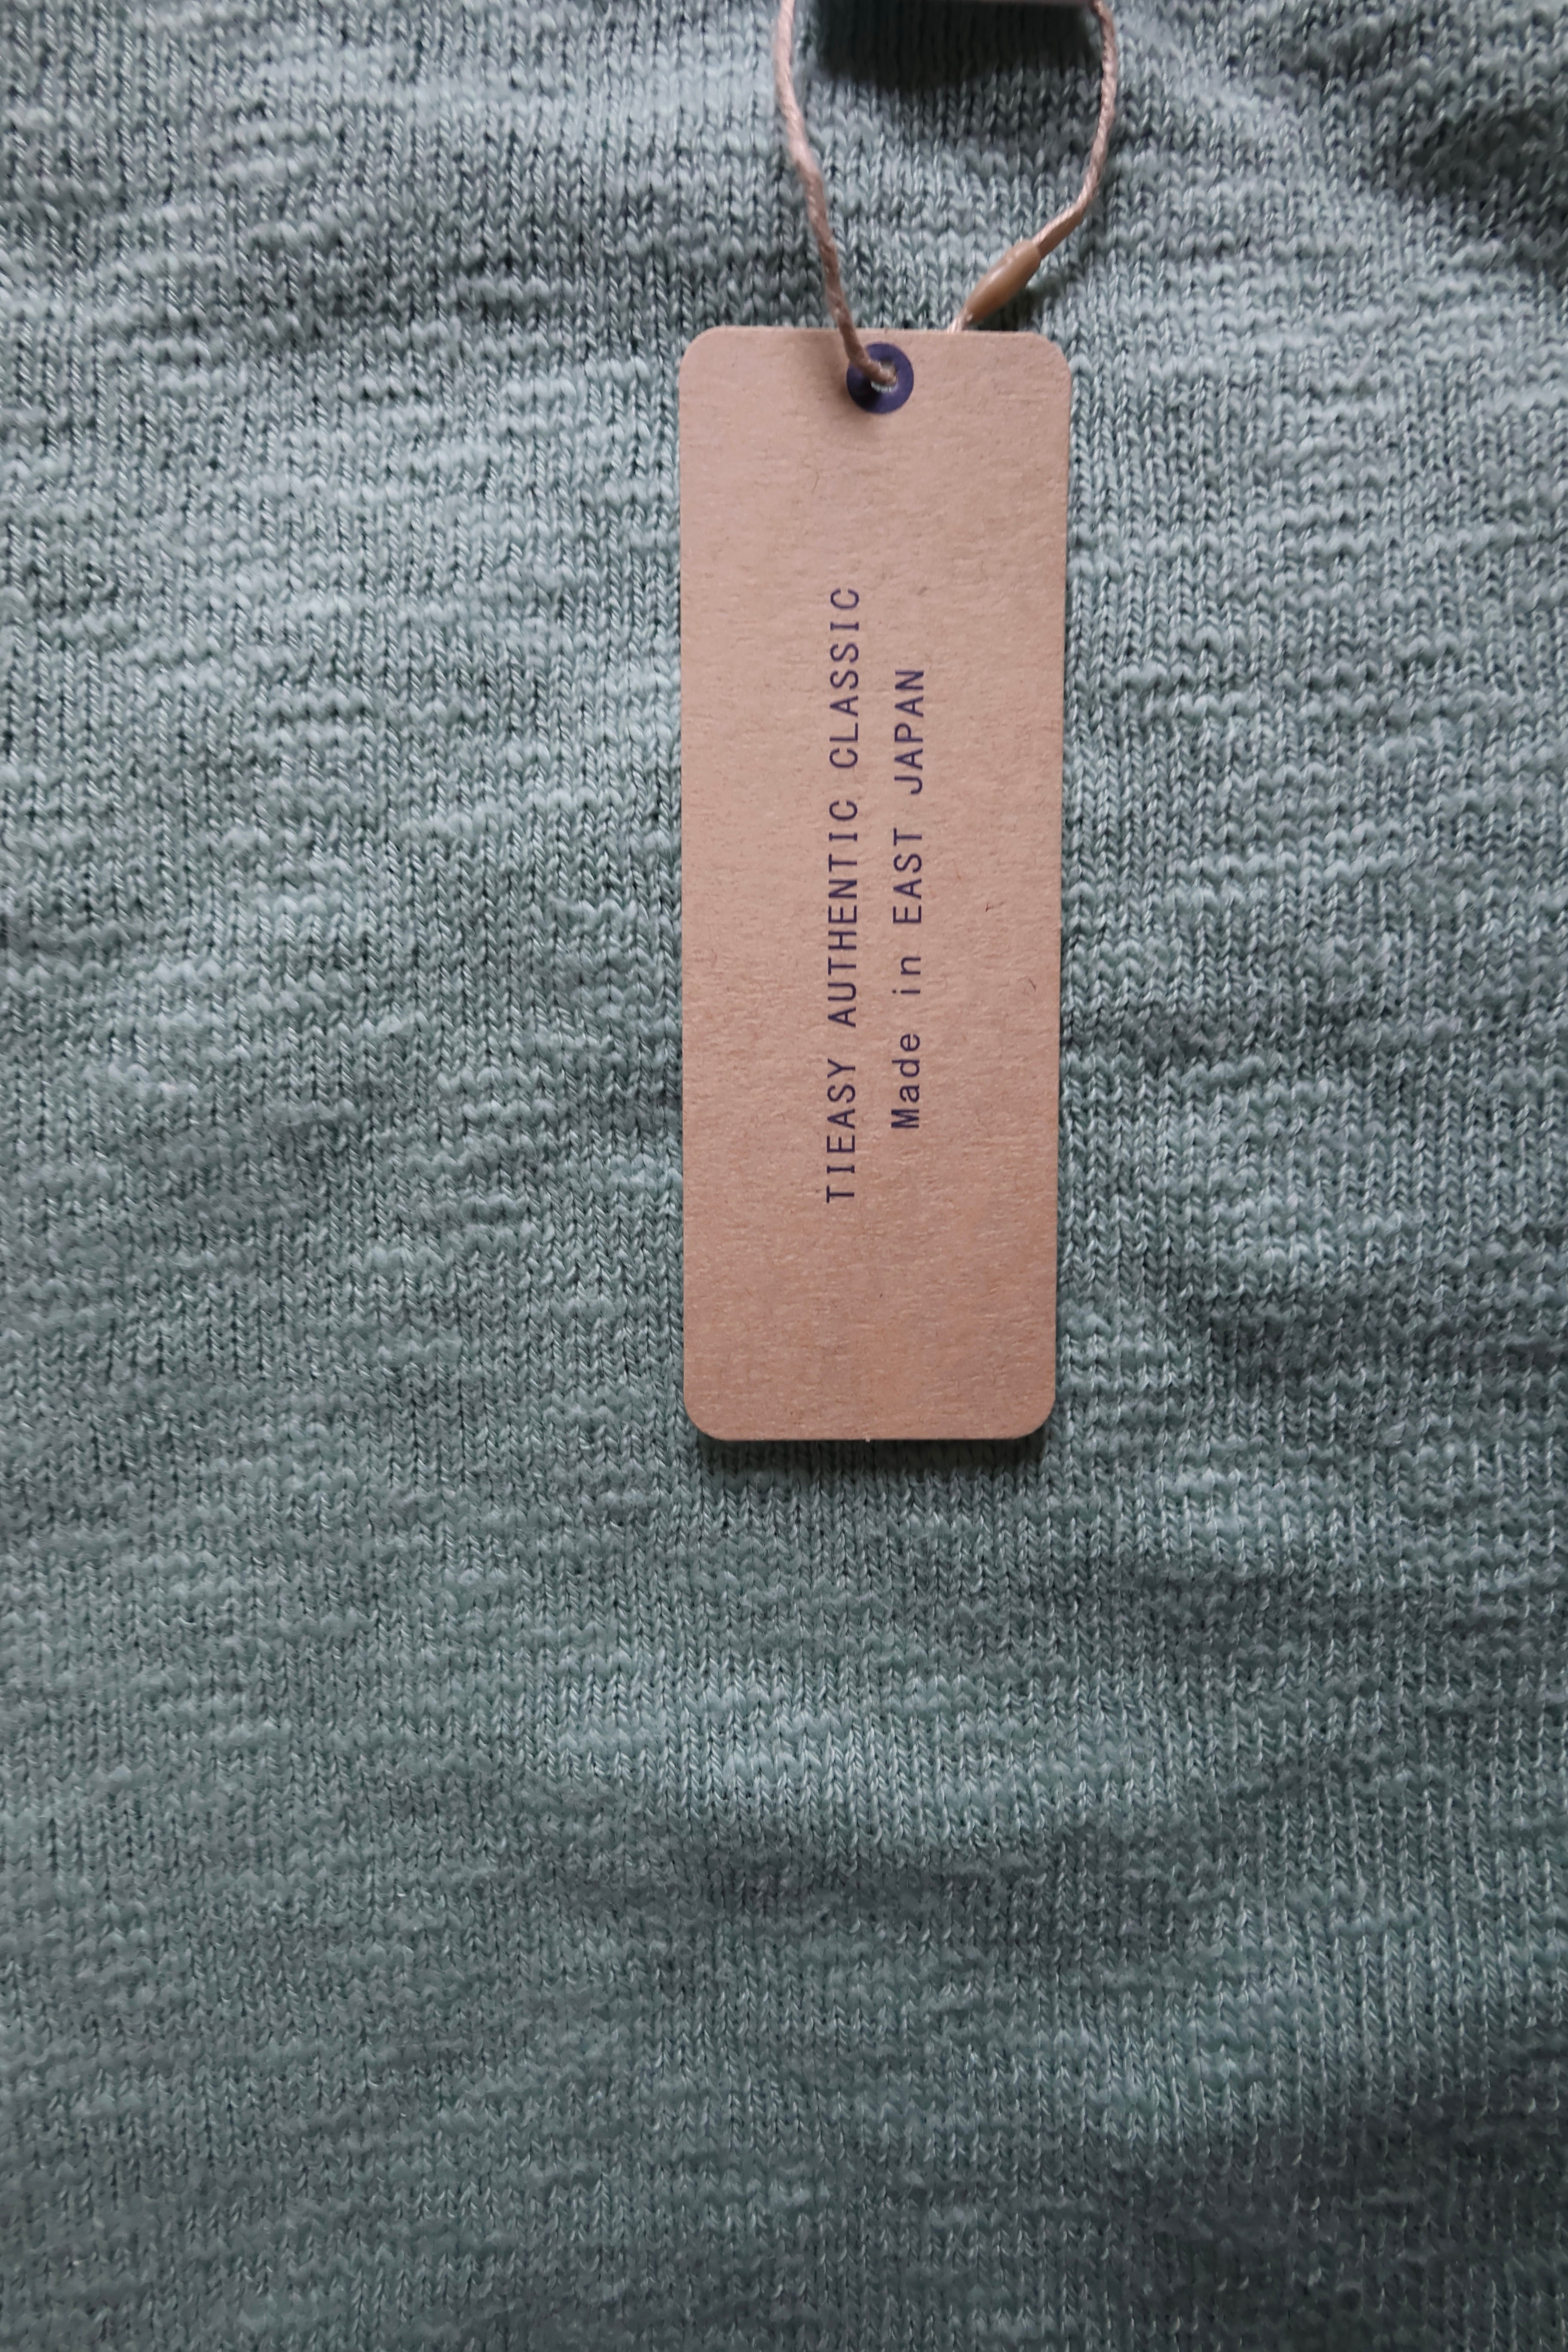 TIEASY AUTHENTIC CLASSIC
Made in EAST JAPAN